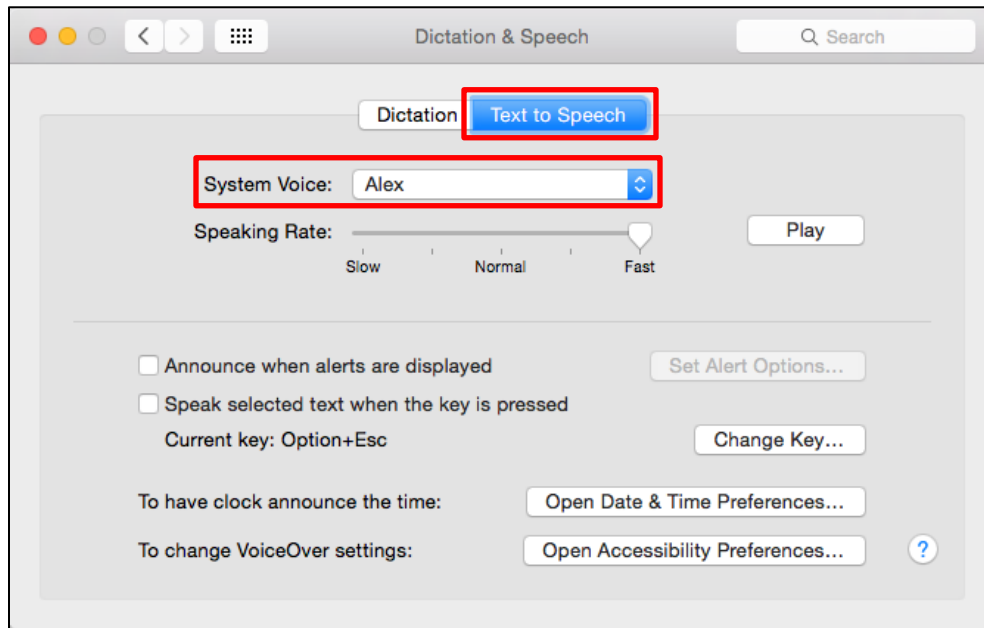 Dictation & Speech
Search
Dictation Text to Speech
System Voice: Alex
Speaking Rate: Play
Slow Normal Fast
Announce when alerts are displayed Set Alert Options...
Speak selected text when the key is pressed
Current key: Option+Esc Change Key...
To have clock announce the time: Open Date & Time Preferences...
To change VoiceOver settings: Open Accessibility Preferences... ?